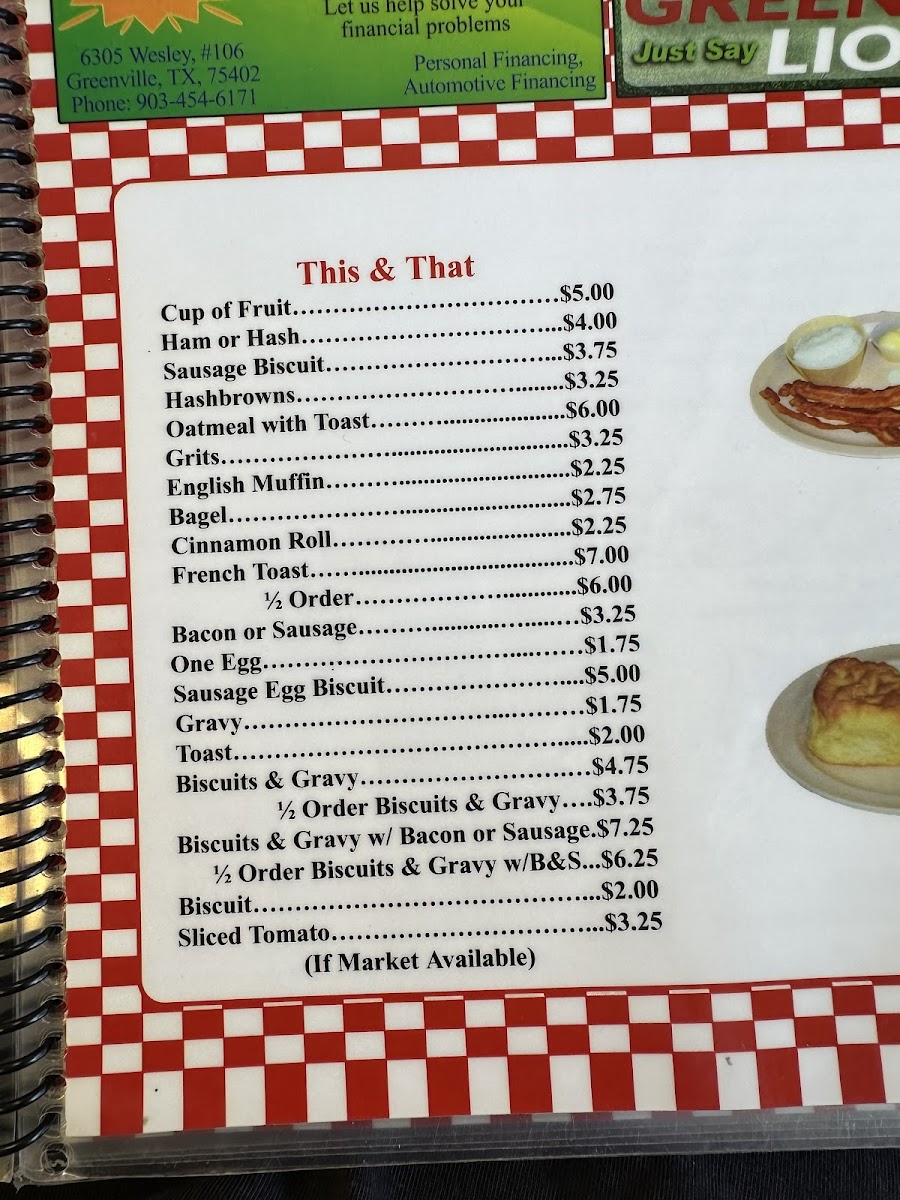 Let us help solve your
financial problems
6305 Wesley, #106
Greenville, TX, 75402
Phone: 903-454-6171
Personal Financing,
Automotive Financing
Just Say
This & That
Cup of Fruit.................................$5.00
Ham or Hash.................................$4.00
Sausage Biscuit.................................$3.75
Hashbrowns.................................$3.25
Oatmeal with Toast.................................$6.00
Grits.................................$3.25
English Muffin.................................$2.25
Bagel.................................$2.75
Cinnamon Roll.................................$2.25
French Toast.................................$7.00
½ Order.................................$6.00
Bacon or Sausage.................................$3.25
One Egg.................................$1.75
Sausage Egg Biscuit.................................$5.00
Gravy.................................$1.75
Toast.................................$2.00
Biscuits & Gravy.................................$4.75
½ Order Biscuits & Gravy....$3.75
Biscuits & Gravy w/ Bacon or Sausage.$7.25
½ Order Biscuits & Gravy w/B&S...$6.25
Biscuit.................................$2.00
Sliced Tomato.................................$3.25
(If Market Available)